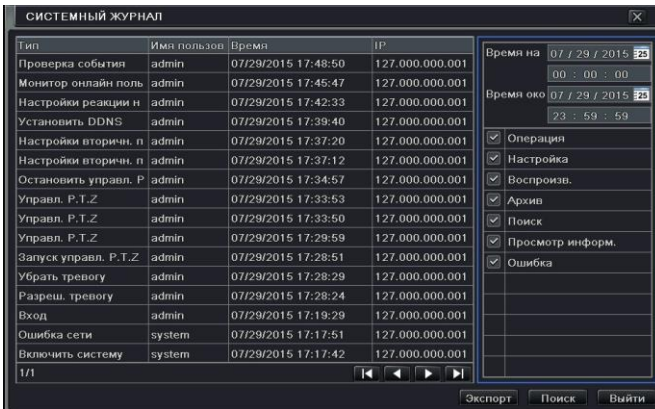 СИСТЕМНЫЙ ЖУРНАЛ
Тип Имя пользов Время IP
Проверка события admin 07/29/2015 17:48:50 127.000.000.001
Монитор онлайн поль admin 07/29/2015 17:45:47 127.000.000.001
Настройки реакции н admin 07/29/2015 17:42:33 127.000.000.001
Установить DDNS admin 07/29/2015 17:39:40 127.000.000.001
Настройки вторичн. п admin 07/29/2015 17:37:20 127.000.000.001
Настройки вторичн. п admin 07/29/2015 17:37:12 127.000.000.001
Остановить управл. P admin 07/29/2015 17:34:57 127.000.000.001
Управл. P.T.Z admin 07/29/2015 17:33:53 127.000.000.001
Управл. P.T.Z admin 07/29/2015 17:33:50 127.000.000.001
Управл. P.T.Z admin 07/29/2015 17:29:59 127.000.000.001
Запуск управл. P.T.Z admin 07/29/2015 17:28:51 127.000.000.001
Убрать тревогу admin 07/29/2015 17:28:29 127.000.000.001
Разреш. тревогу admin 07/29/2015 17:28:24 127.000.000.001
Вход admin 07/29/2015 17:19:29 127.000.000.001
Ошибка сети system 07/29/2015 17:17:51 127.000.000.001
Включить систему system 07/29/2015 17:17:42 127.000.000.001
1/1
Время на 07 / 29 / 2015 25
00 : 00 : 00
Время око 07 / 29 / 2015 25
23 : 59 : 59
Операция
Настройка
Воспроизв.
Архив
Поиск
Просмотр информ.
Ошибка
Экспорт Поиск Выйти